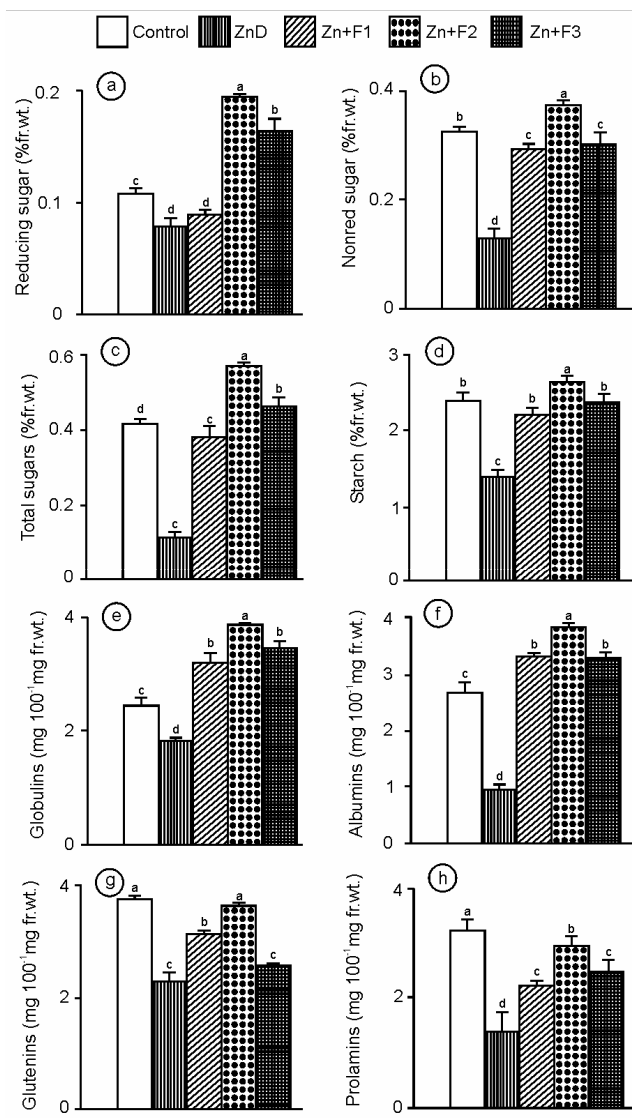 Control ZnD Zn+F1 Zn+F2 Zn+F3
a
Reducing sugar (%fr.wt.)
0.2
0.1
0
c
d
d
a
b
b
Nonred sugar (%fr.wt.)
0.4
0.2
0
b
d
c
a
c
c
Total sugars (%fr.wt.)
0.6
0.4
0.2
0
d
c
c
a
b
d
Starch (%fr.wt.)
3
2
1
0
b
c
b
a
b
e
Globulins (mg 100⁻¹mg fr.wt.)
4
2
0
c
d
b
a
b
f
Albumins (mg 100⁻¹mg fr.wt.)
4
3
2
1
0
c
d
b
a
b
g
Glutenins (mg 100⁻¹mg fr.wt.)
4
2
0
a
d
b
a
c
h
Prolamins (mg 100⁻¹mg fr.wt.)
4
2
0
a
d
c
b
c